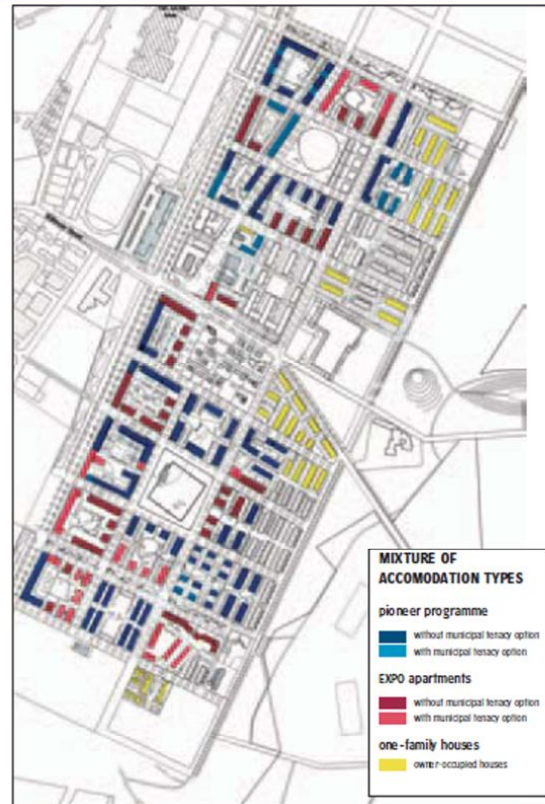 MIXTURE OF
ACCOMODATION TYPES
pioneer programme
without municipal tenacy option
with municipal tenacy option
EXPO apartments
without municipal tenacy option
with municipal tenacy option
one-family houses
owner-occupied houses